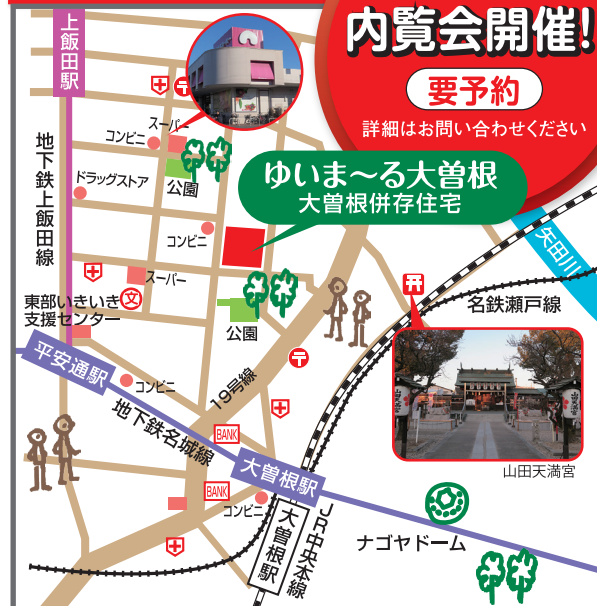 内覧会開催!
要予約
詳細はお問い合わせください
上飯田駅
スーパー
コンビニ
ゆいま～る大曽根
大曽根併存住宅
地下鉄上飯田線
ドラッグストア
公園
コンビニ
矢田川
スーパー
東部いきいき
支援センター
文
名鉄瀬戸線
公園
平安通駅
コンビニ
19号線
地下鉄名城線
BANK
山田天満宮
大曽根駅
BANK
コンビニ
大曽根駅
JR中央本線
ナゴヤドーム